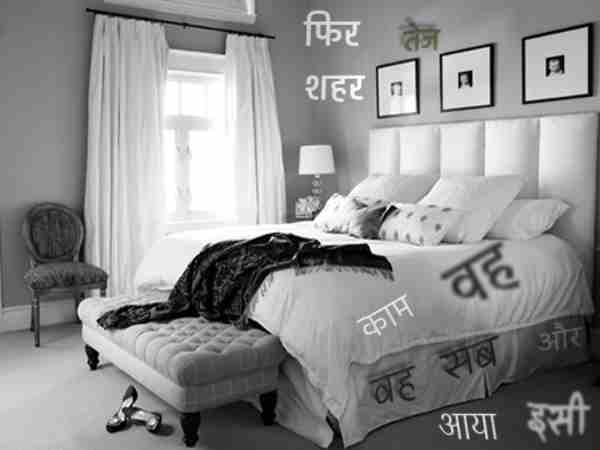 फिर तेज
शहर
वह
काम
वह सब और
आया इसी